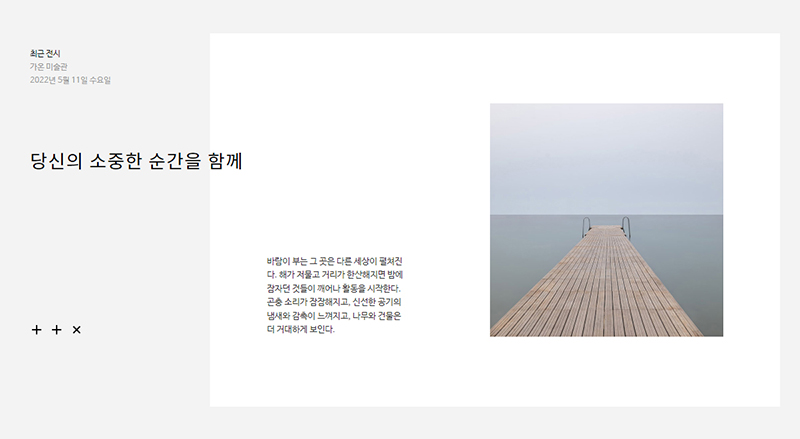 최근 전시
가온 미술관
2022년 5월 11일 수요일
당신의 소중한 순간을 함께
바람이 부는 그 곳은 다른 세상이 펼쳐진
다. 해가 저물고 거리가 한산해지면 밤에
잠자던 것들이 깨어나 활동을 시작한다.
곤충 소리가 잠잠해지고, 신선한 공기의
냄새와 감촉이 느껴지고, 나무와 건물은
더 거대하게 보인다.